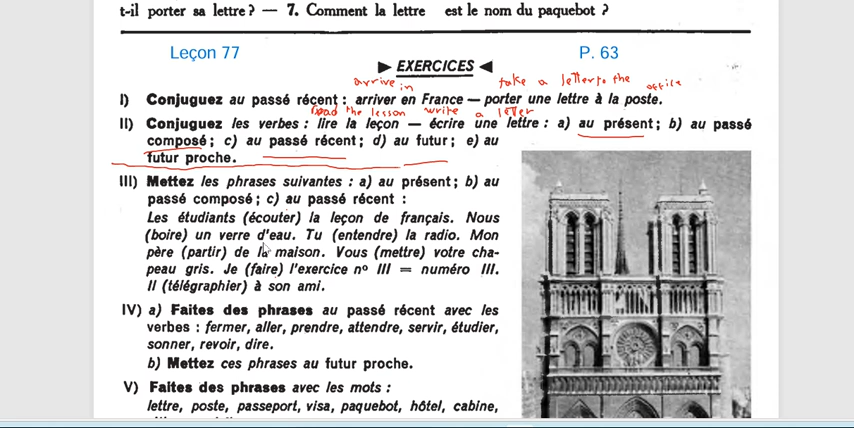 t-il porter sa lettre? — 7. Comment la lettre est le nom du paquebot ?
Leçon 77 P. 63
► EXERCICES ◄
arrive in take a letter to the office
I) Conjuguez au passé récent : arriver en France — porter une lettre à la poste.
Read the lesson write a letter
II) Conjuguez les verbes : lire la leçon — écrire une lettre : a) au présent; b) au passé
composé; c) au passé récent; d) au futur; e) au
futur proche.
III) Mettez les phrases suivantes : a) au présent; b) au
passé composé; c) au passé récent :
Les étudiants (écouter) la leçon de français. Nous
(boire) un verre d'eau. Tu (entendre) la radio. Mon
père (partir) de la maison. Vous (mettre) votre cha-
peau gris. Je (faire) l'exercice nº III = numéro III.
Il (télégraphier) à son ami.
IV) a) Faites des phrases au passé récent avec les
verbes : fermer, aller, prendre, attendre, servir, étudier,
sonner, revoir, dire.
b) Mettez ces phrases au futur proche.
V) Faites des phrases avec les mots :
lettre, poste, passeport, visa, paquebot, hôtel, cabine,